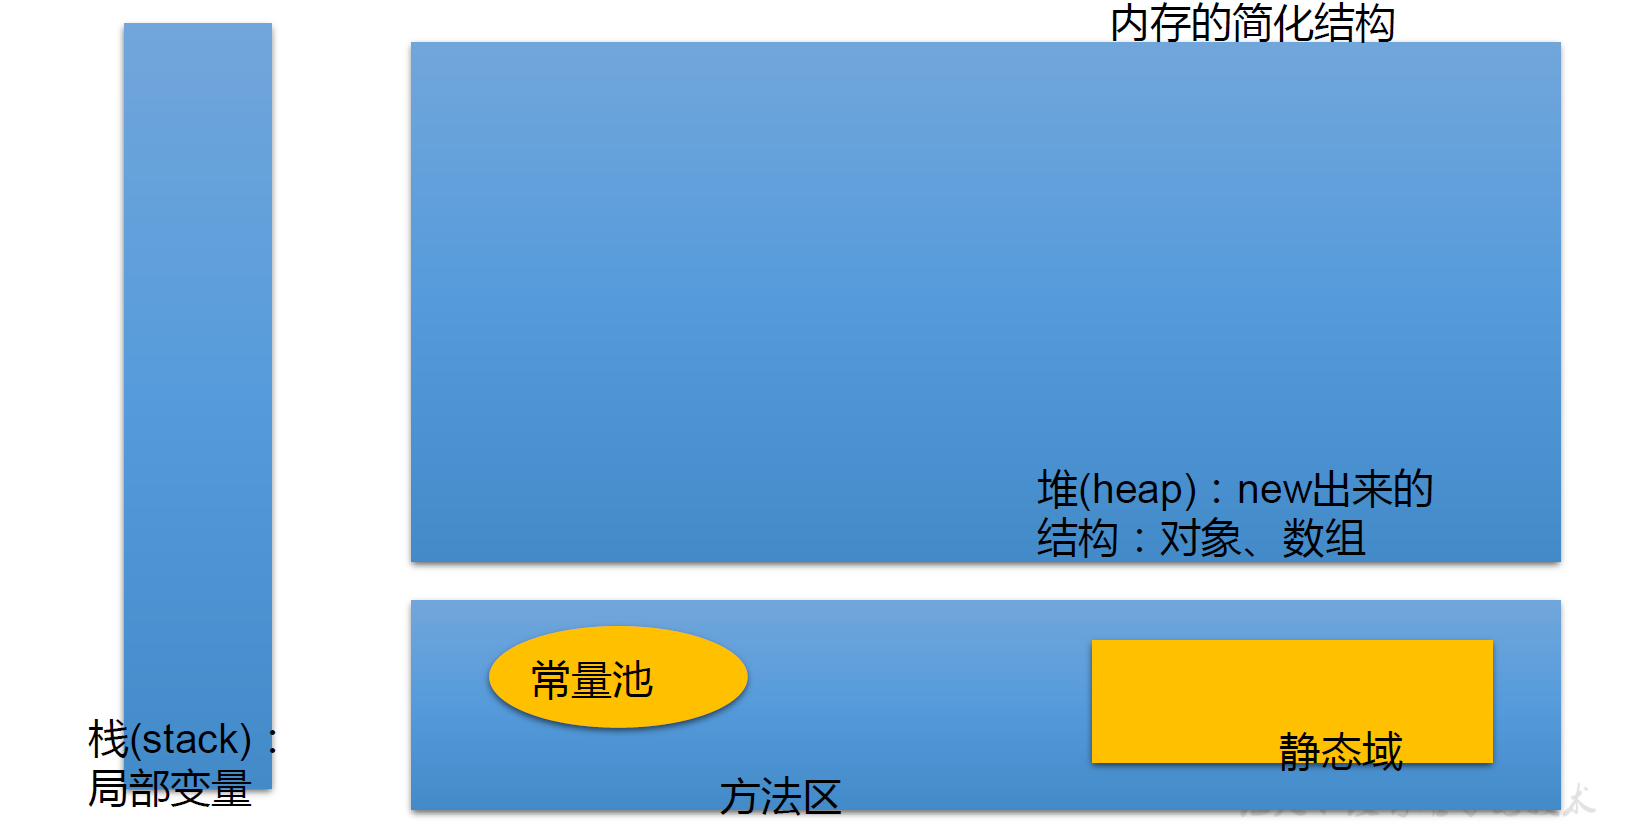 内存的简化结构
堆(heap)：new出来的
结构：对象、数组
常量池
静态域
方法区
栈(stack)：
局部变量